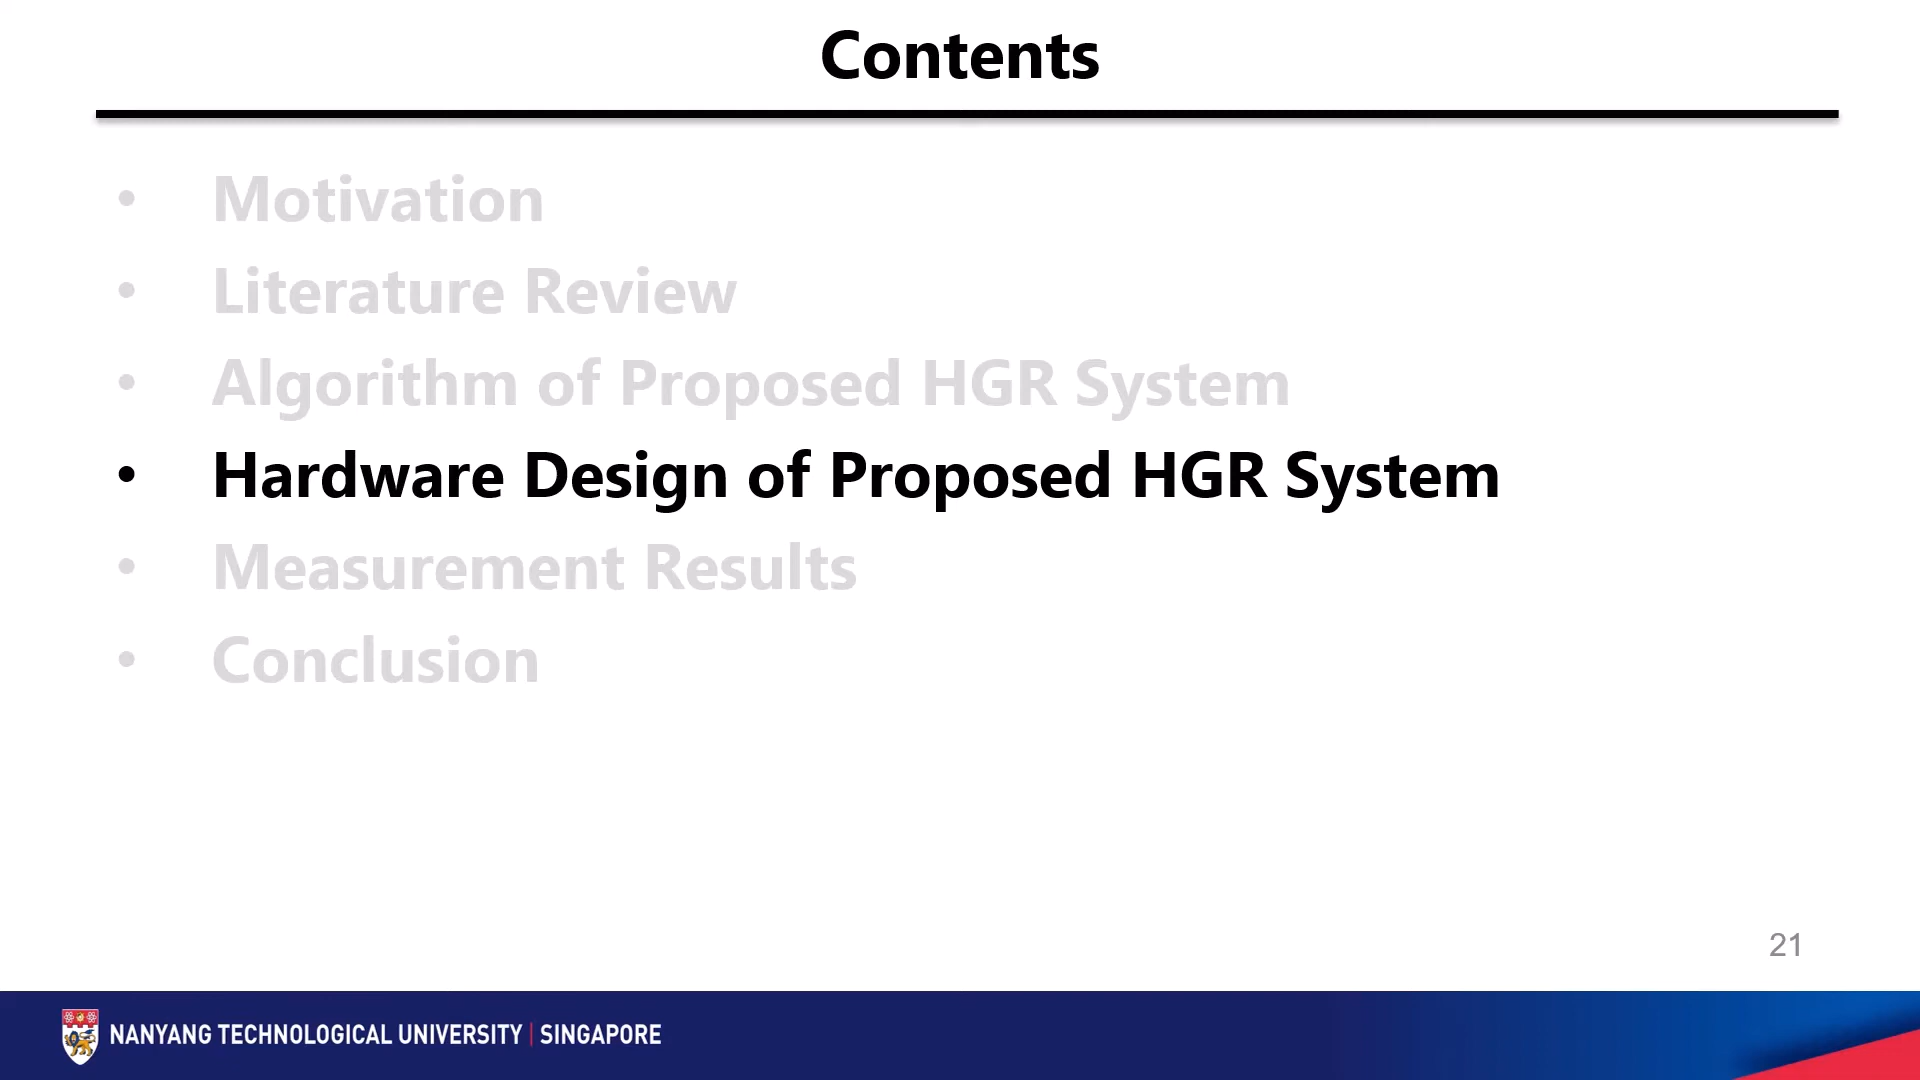 Contents
• Motivation
• Literature Review
• Algorithm of Proposed HGR System
• Hardware Design of Proposed HGR System
• Measurement Results
• Conclusion
21
NANYANG TECHNOLOGICAL UNIVERSITY | SINGAPORE